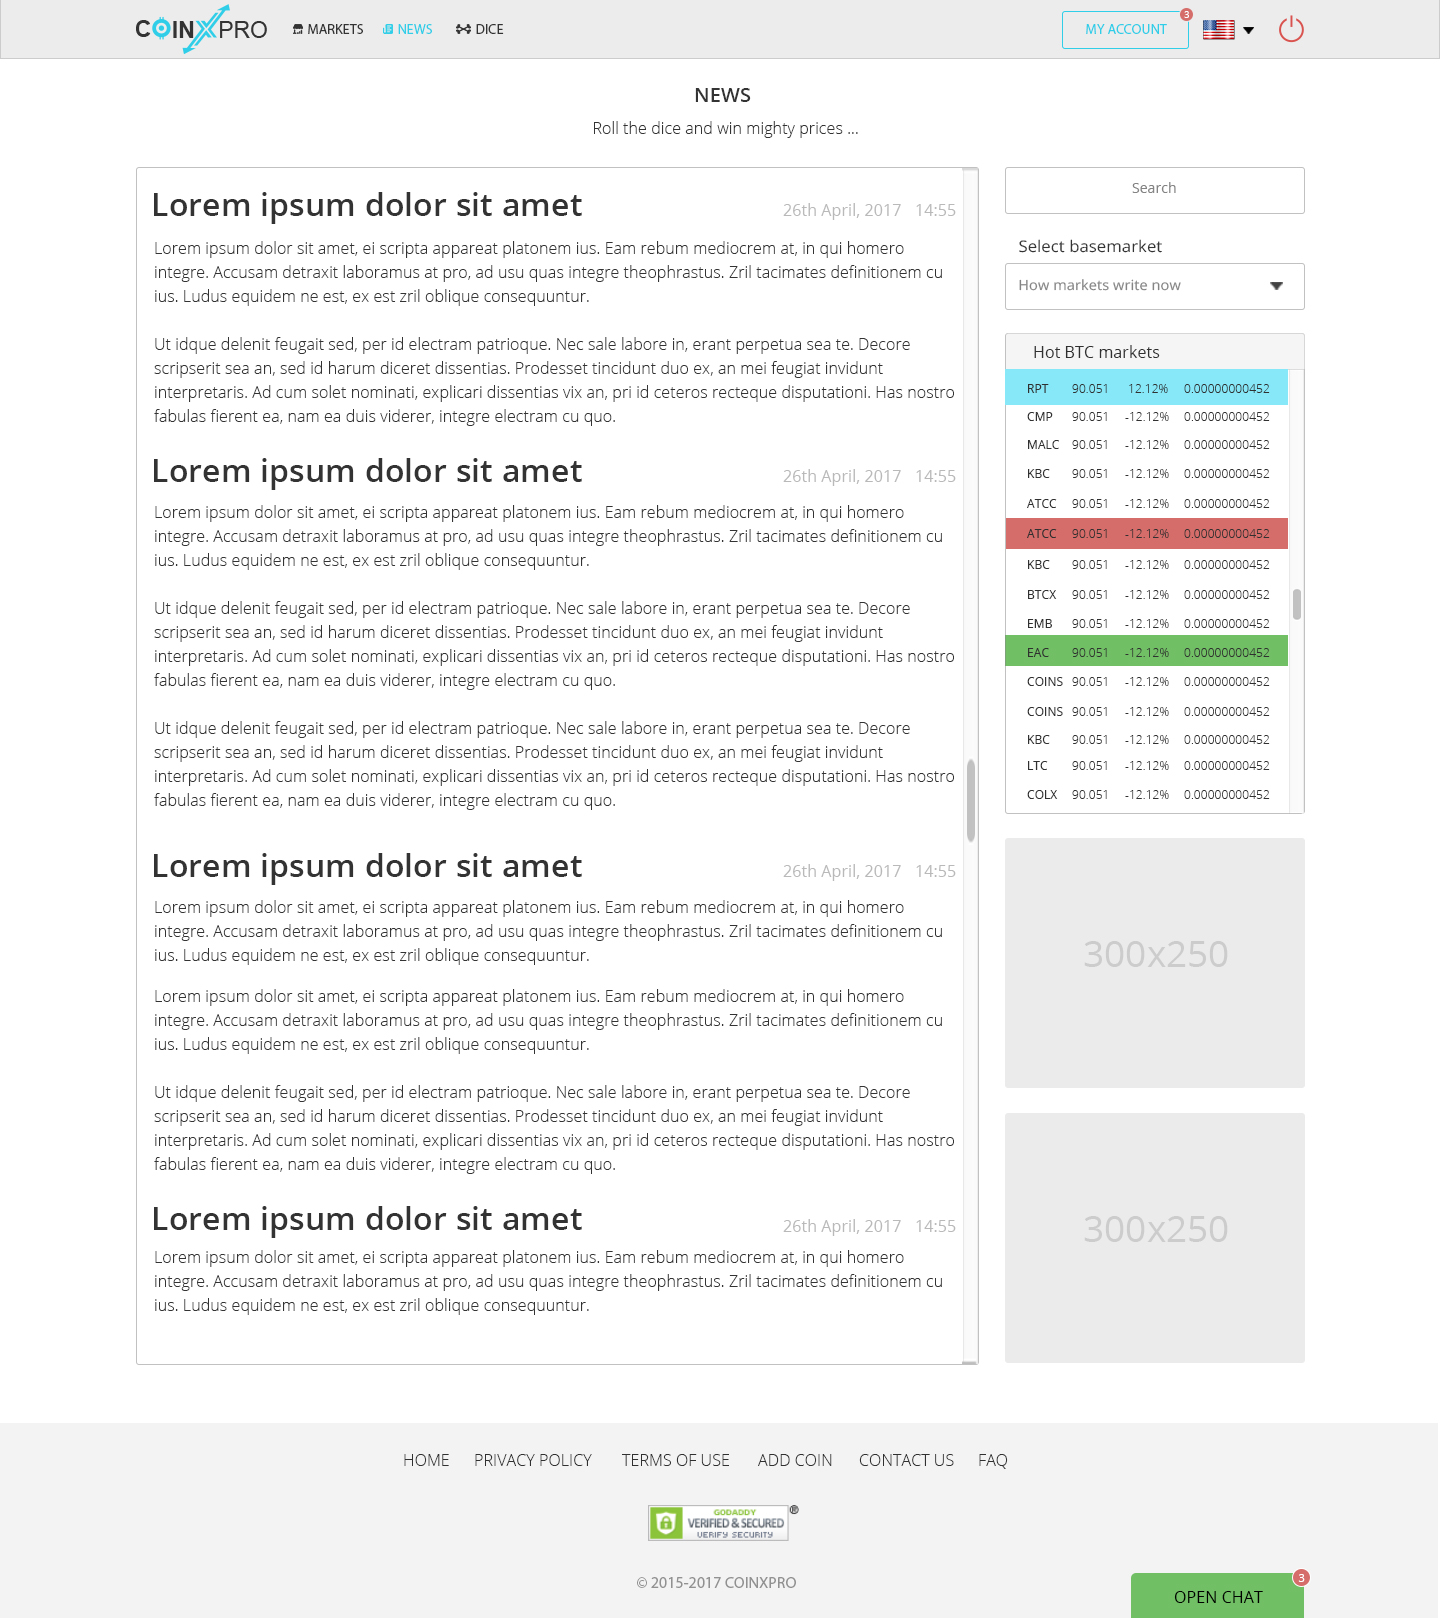 COINXPRO MARKETS NEWS DICE MY ACCOUNT 3
NEWS
Roll the dice and win mighty prices ...
Lorem ipsum dolor sit amet 26th April, 2017 14:55
Lorem ipsum dolor sit amet, ei scripta appareat platonem ius. Eam rebum mediocrem at, in qui homero
integre. Accusam detraxit laboramus at pro, ad usu quas integre theophrastus. Zril tacimates definitionem cu
ius. Ludus equidem ne est, ex est zril oblique consequuntur.
Ut idque delenit feugait sed, per id electram patrioque. Nec sale labore in, erant perpetua sea te. Decore
scripserit sea an, sed id harum diceret dissentias. Prodesset tincidunt duo ex, an mei feugiat invidunt
interpretaris. Ad cum solet nominati, explicari dissentias vix an, pri id ceteros recteque disputationi. Has nostro
fabulas fierent ea, nam ea duis viderer, integre electram cu quo.
Lorem ipsum dolor sit amet 26th April, 2017 14:55
Lorem ipsum dolor sit amet, ei scripta appareat platonem ius. Eam rebum mediocrem at, in qui homero
integre. Accusam detraxit laboramus at pro, ad usu quas integre theophrastus. Zril tacimates definitionem cu
ius. Ludus equidem ne est, ex est zril oblique consequuntur.
Ut idque delenit feugait sed, per id electram patrioque. Nec sale labore in, erant perpetua sea te. Decore
scripserit sea an, sed id harum diceret dissentias. Prodesset tincidunt duo ex, an mei feugiat invidunt
interpretaris. Ad cum solet nominati, explicari dissentias vix an, pri id ceteros recteque disputationi. Has nostro
fabulas fierent ea, nam ea duis viderer, integre electram cu quo.
Ut idque delenit feugait sed, per id electram patrioque. Nec sale labore in, erant perpetua sea te. Decore
scripserit sea an, sed id harum diceret dissentias. Prodesset tincidunt duo ex, an mei feugiat invidunt
interpretaris. Ad cum solet nominati, explicari dissentias vix an, pri id ceteros recteque disputationi. Has nostro
fabulas fierent ea, nam ea duis viderer, integre electram cu quo.
Lorem ipsum dolor sit amet 26th April, 2017 14:55
Lorem ipsum dolor sit amet, ei scripta appareat platonem ius. Eam rebum mediocrem at, in qui homero
integre. Accusam detraxit laboramus at pro, ad usu quas integre theophrastus. Zril tacimates definitionem cu
ius. Ludus equidem ne est, ex est zril oblique consequuntur.
Lorem ipsum dolor sit amet, ei scripta appareat platonem ius. Eam rebum mediocrem at, in qui homero
integre. Accusam detraxit laboramus at pro, ad usu quas integre theophrastus. Zril tacimates definitionem cu
ius. Ludus equidem ne est, ex est zril oblique consequuntur.
Ut idque delenit feugait sed, per id electram patrioque. Nec sale labore in, erant perpetua sea te. Decore
scripserit sea an, sed id harum diceret dissentias. Prodesset tincidunt duo ex, an mei feugiat invidunt
interpretaris. Ad cum solet nominati, explicari dissentias vix an, pri id ceteros recteque disputationi. Has nostro
fabulas fierent ea, nam ea duis viderer, integre electram cu quo.
Lorem ipsum dolor sit amet 26th April, 2017 14:55
Lorem ipsum dolor sit amet, ei scripta appareat platonem ius. Eam rebum mediocrem at, in qui homero
integre. Accusam detraxit laboramus at pro, ad usu quas integre theophrastus. Zril tacimates definitionem cu
ius. Ludus equidem ne est, ex est zril oblique consequuntur.
Search
Select basemarket
How markets write now
Hot BTC markets
RPT 90.051 12.12% 0.00000000452
CMP 90.051 -12.12% 0.00000000452
MALC 90.051 -12.12% 0.00000000452
KBC 90.051 -12.12% 0.00000000452
ATCC 90.051 -12.12% 0.00000000452
ATCC 90.051 -12.12% 0.00000000452
KBC 90.051 -12.12% 0.00000000452
BTCX 90.051 -12.12% 0.00000000452
EMB 90.051 -12.12% 0.00000000452
EAC 90.051 -12.12% 0.00000000452
COINS 90.051 -12.12% 0.00000000452
COINS 90.051 -12.12% 0.00000000452
KBC 90.051 -12.12% 0.00000000452
LTC 90.051 -12.12% 0.00000000452
COLX 90.051 -12.12% 0.00000000452
300x250
300x250
HOME PRIVACY POLICY TERMS OF USE ADD COIN CONTACT US FAQ
GODADDY ®
VERIFIED & SECURED
VERIFY SECURITY
© 2015-2017 COINXPRO
OPEN CHAT 3